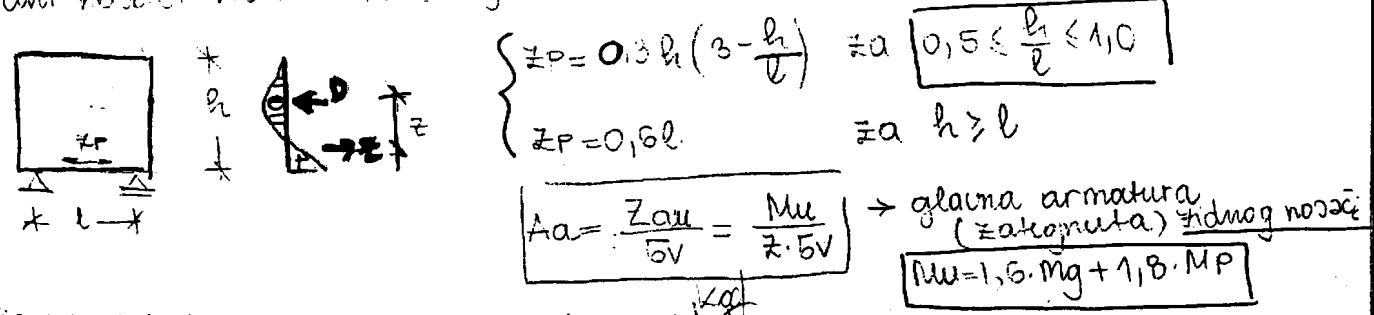 zP = 0,3 h (3 - h/l) za 0,5 ≤ h/l ≤ 1,0
h
D
z
zP
z
zP = 0,6 l. za h ≥ l
l
Aa = Zau/σv = Mu/(z·σv) → glavna armatura
(zategnuta) zidnog nosača
Mu = 1,6·Mg + 1,8·MP